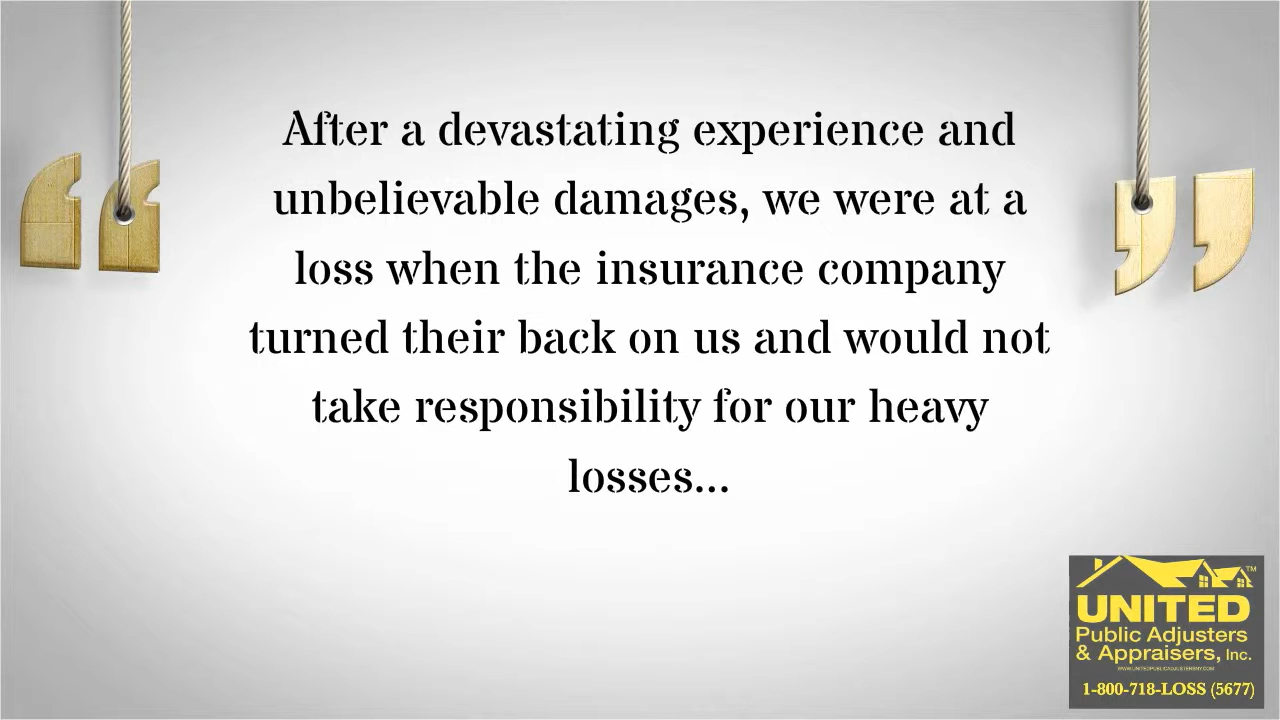 After a devastating experience and
unbelievable damages, we were at a
loss when the insurance company
turned their back on us and would not
take responsibility for our heavy
losses...
TM
UNITED
Public Adjusters
& Appraisers, Inc.
1-800-718-LOSS (5677)